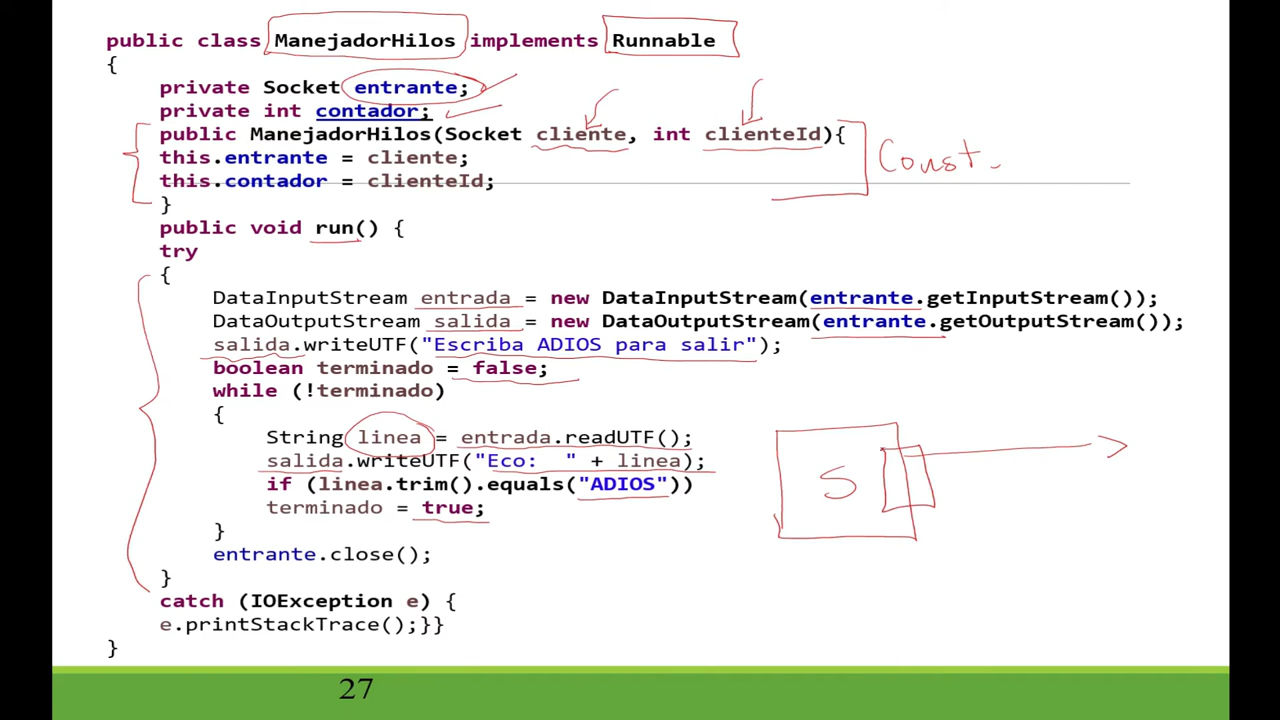 public class ManejadorHilos implements Runnable
{
private Socket entrante;
private int contador;
public ManejadorHilos(Socket cliente, int clienteId){
this.entrante = cliente;
Const.
this.contador = clienteId;
}
public void run() {
try
{
DataInputStream entrada = new DataInputStream(entrante.getInputStream());
DataOutputStream salida = new DataOutputStream(entrante.getOutputStream());
salida.writeUTF("Escriba ADIOS para salir");
boolean terminado = false;
while (!terminado)
{
String linea = entrada.readUTF();
salida.writeUTF("Eco:  " + linea);
if (linea.trim().equals("ADIOS"))
S
terminado = true;
}
entrante.close();
}
catch (IOException e) {
e.printStackTrace();}}
}
27